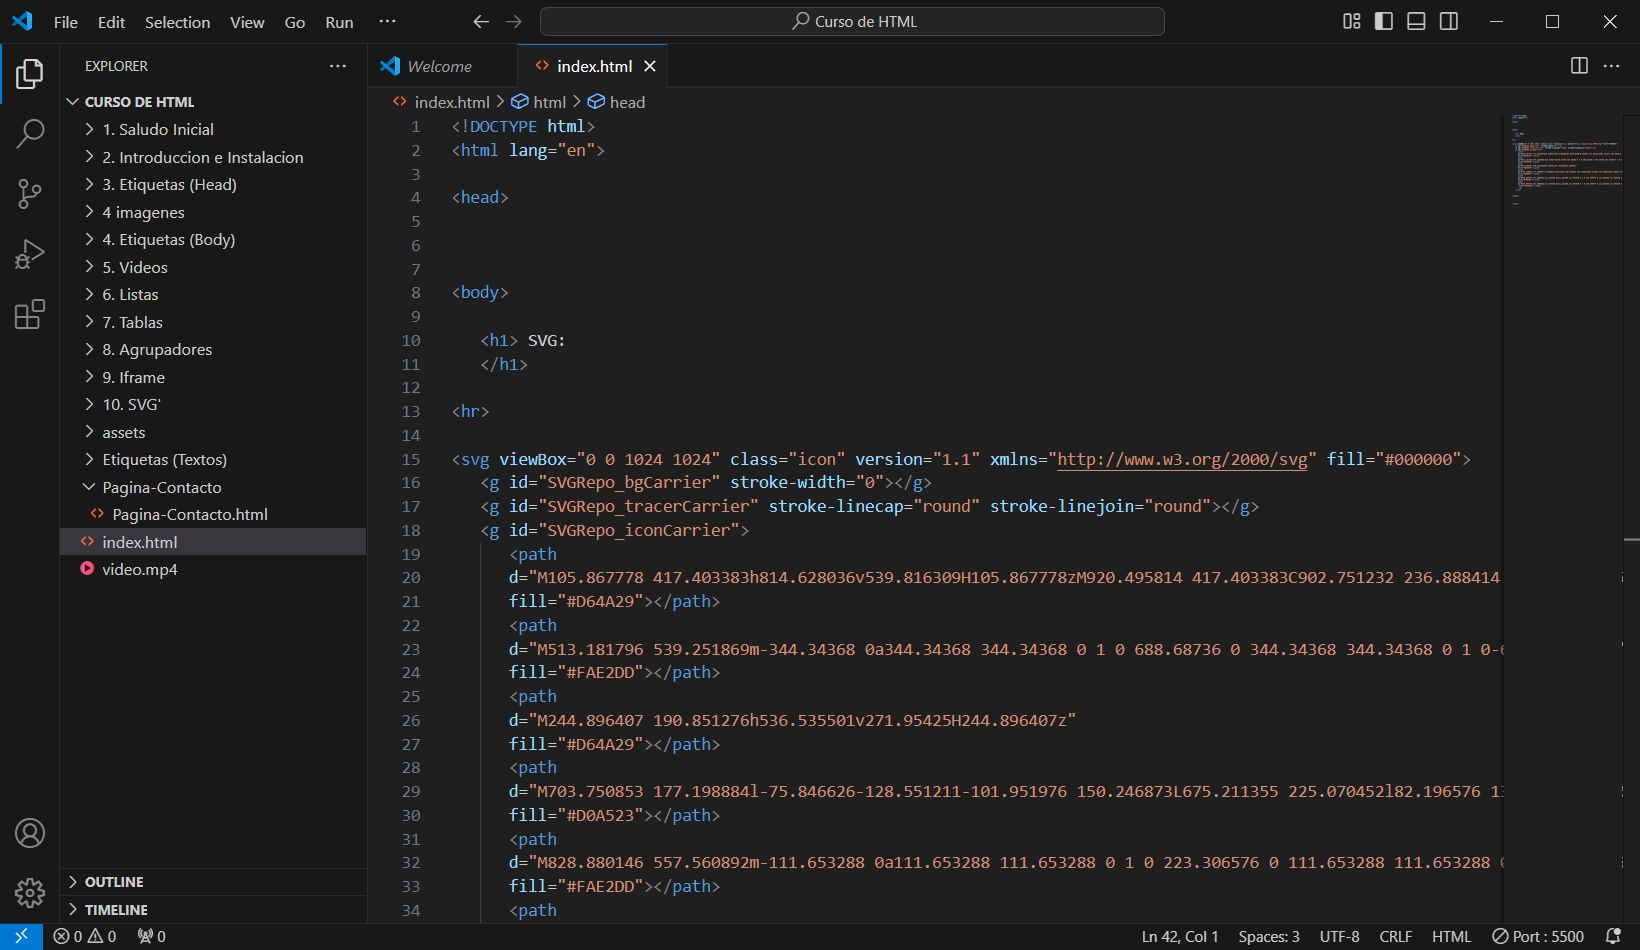 File Edit Selection View Go Run ··· Curso de HTML
EXPLORER ···
CURSO DE HTML
1. Saludo Inicial
2. Introduccion e Instalacion
3. Etiquetas (Head)
4 imagenes
4. Etiquetas (Body)
5. Videos
6. Listas
7. Tablas
8. Agrupadores
9. Iframe
10. SVG'
assets
Etiquetas (Textos)
Pagina-Contacto
<> Pagina-Contacto.html
<> index.html
video.mp4
OUTLINE
TIMELINE
Welcome <> index.html
<> index.html > html > head
1 <!DOCTYPE html>
2 <html lang="en">
3
4 <head>
5
6
7
8 <body>
9
10 <h1> SVG:
11 </h1>
12
13 <hr>
14
15 <svg viewBox="0 0 1024 1024" class="icon" version="1.1" xmlns="http://www.w3.org/2000/svg" fill="#000000">
16 <g id="SVGRepo_bgCarrier" stroke-width="0"></g>
17 <g id="SVGRepo_tracerCarrier" stroke-linecap="round" stroke-linejoin="round"></g>
18 <g id="SVGRepo_iconCarrier">
19 <path
20 d="M105.867778 417.403383h814.628036v539.816309H105.867778zM920.495814 417.403383C902.751232 236.888414
21 fill="#D64A29"></path>
22 <path
23 d="M513.181796 539.251869m-344.34368 0a344.34368 344.34368 0 1 0 688.68736 0 344.34368 344.34368 0 1 0-6
24 fill="#FAE2DD"></path>
25 <path
26 d="M244.896407 190.851276h536.535501v271.95425H244.896407z"
27 fill="#D64A29"></path>
28 <path
29 d="M703.750853 177.198884l-75.846626-128.551211-101.951976 150.246873L675.211355 225.070452l82.196576 13
30 fill="#D0A523"></path>
31 <path
32 d="M828.880146 557.560892m-111.653288 0a111.653288 111.653288 0 1 0 223.306576 0 111.653288 111.653288
33 fill="#FAE2DD"></path>
34 <path
0 0 0 Ln 42, Col 1 Spaces: 3 UTF-8 CRLF HTML Port : 5500